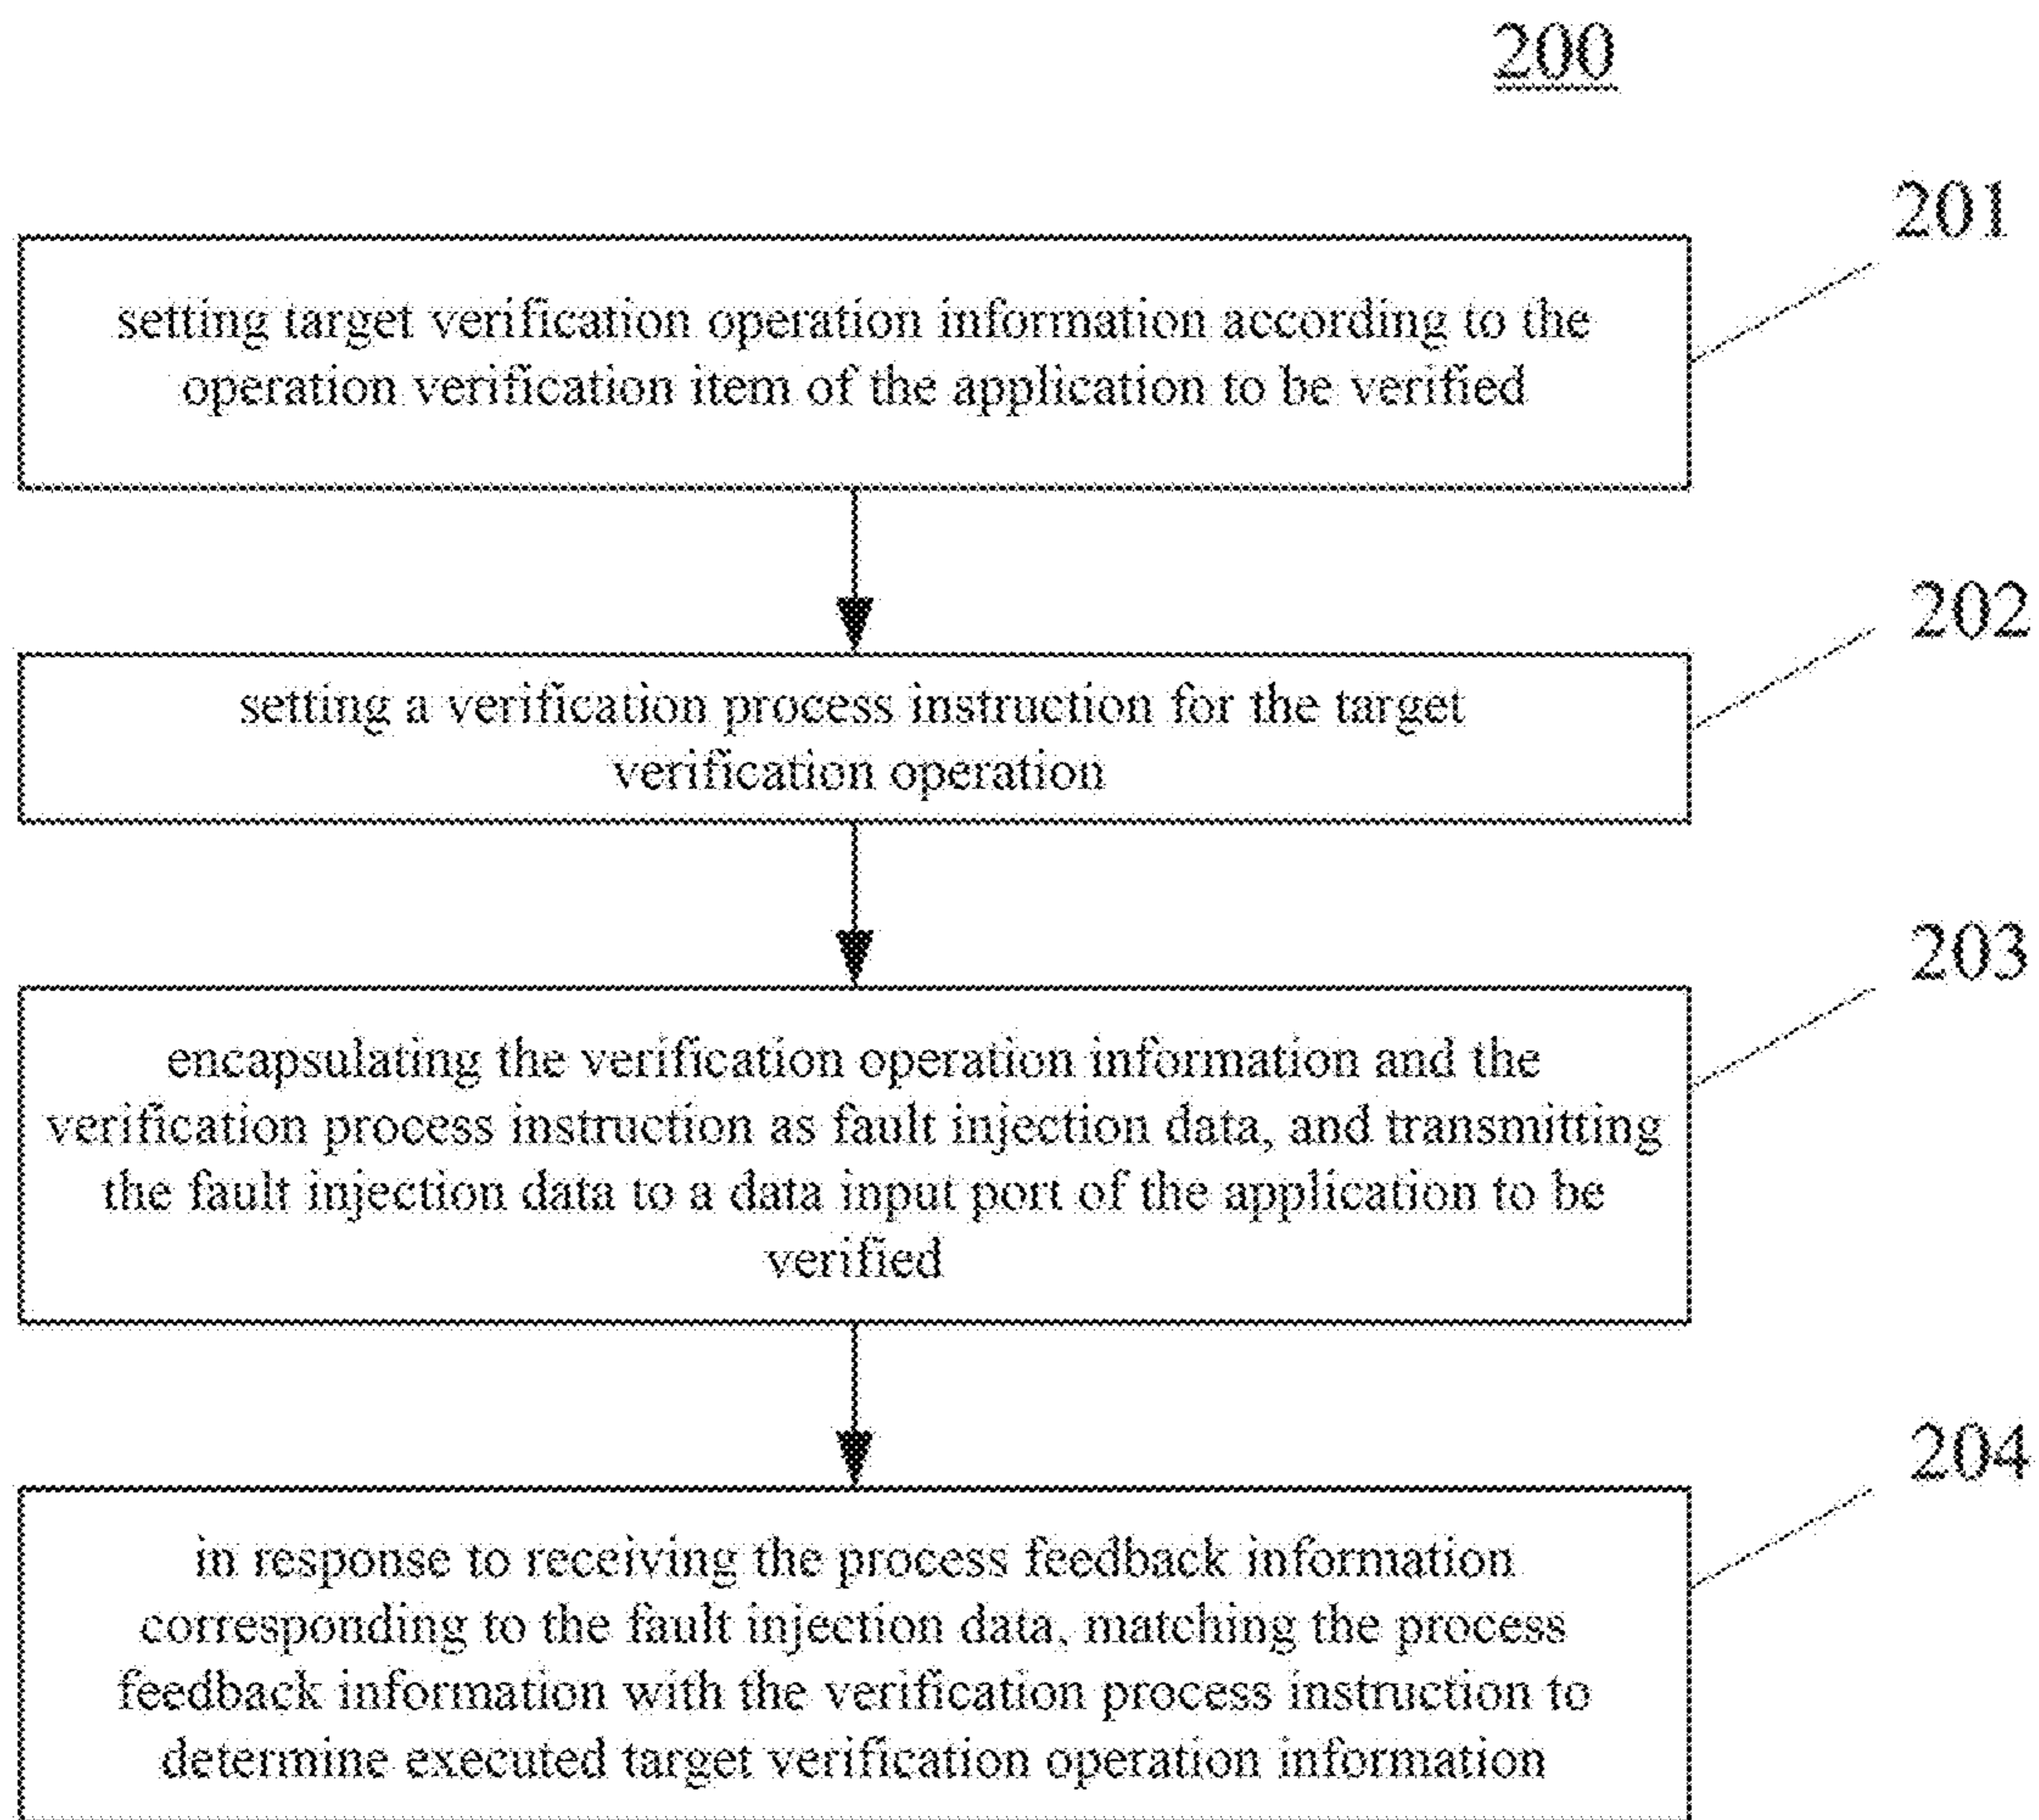 200
201
setting target verification operation information according to the
operation verification item of the application to be verified
202
setting a verification process instruction for the target
verification operation
203
encapsulating the verification operation information and the
verification process instruction as fault injection data, and transmitting
the fault injection data to a data input port of the application to be
verified
204
in response to receiving the process feedback information
corresponding to the fault injection data, matching the process
feedback information with the verification process instruction to
determine executed target verification operation information